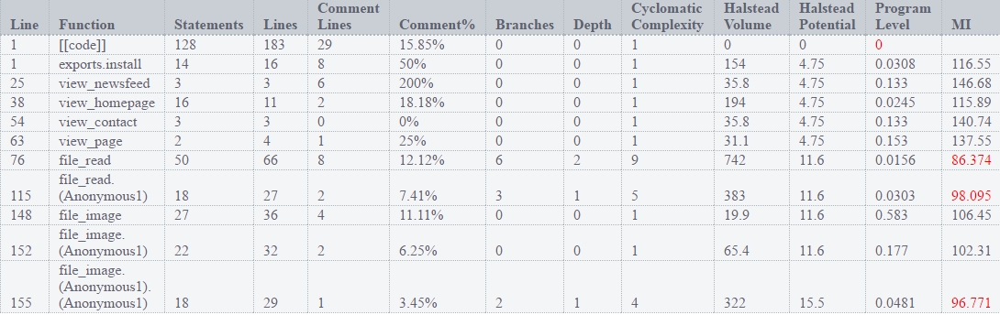 Line Function Statements Lines Comment Lines Comment% Branches Depth Cyclomatic Complexity Halstead Volume Halstead Potential Program Level MI
1 [[code]] 128 183 29 15.85% 0 0 1 0 0 0
1 exports.install 14 16 8 50% 0 0 1 154 4.75 0.0308 116.55
25 view_newsfeed 3 3 6 200% 0 0 1 35.8 4.75 0.133 146.68
38 view_homepage 16 11 2 18.18% 0 0 1 194 4.75 0.0245 115.89
54 view_contact 3 3 0 0% 0 0 1 35.8 4.75 0.133 140.74
63 view_page 2 4 1 25% 0 0 1 31.1 4.75 0.153 137.55
76 file_read 50 66 8 12.12% 6 2 9 742 11.6 0.0156 86.374
115 file_read.(Anonymous1) 18 27 2 7.41% 3 1 5 383 11.6 0.0303 98.095
148 file_image 27 36 4 11.11% 0 0 1 19.9 11.6 0.583 106.45
152 file_image.(Anonymous1) 22 32 2 6.25% 0 0 1 65.4 11.6 0.177 102.31
155 file_image.(Anonymous1).(Anonymous1) 18 29 1 3.45% 2 1 4 322 15.5 0.0481 96.771